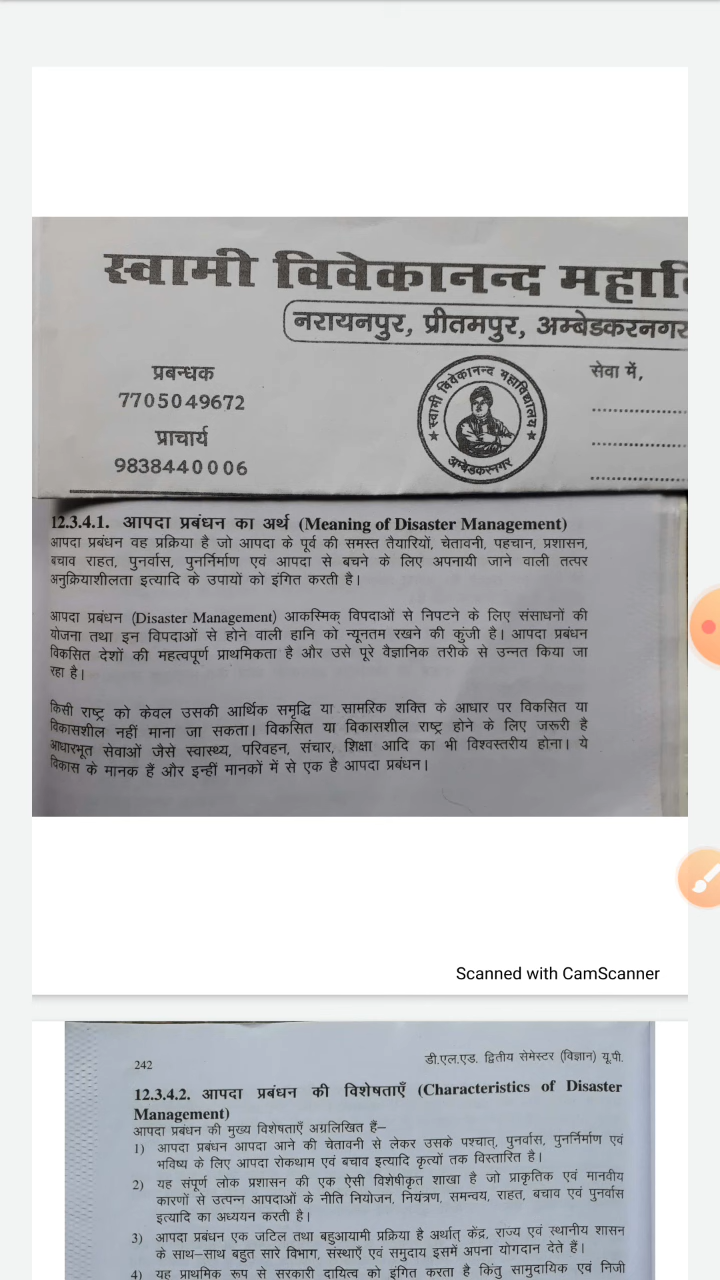 स्वामी विवेकानन्द महावि
नरायनपुर, प्रीतमपुर, अम्बेडकरनगर
प्रबन्धक
7705049672
प्राचार्य
9838440006
स्वामी विवेकानन्द महाविद्यालय
अम्बेडकरनगर
सेवा में,
12.3.4.1. आपदा प्रबंधन का अर्थ (Meaning of Disaster Management)
आपदा प्रबंधन वह प्रक्रिया है जो आपदा के पूर्व की समस्त तैयारियों, चेतावनी, पहचान, प्रशासन,
बचाव राहत, पुनर्वास, पुनर्निर्माण एवं आपदा से बचने के लिए अपनायी जाने वाली तत्पर
अनुक्रियाशीलता इत्यादि के उपायों को इंगित करती है।
आपदा प्रबंधन (Disaster Management) आकस्मिक् विपदाओं से निपटने के लिए संसाधनों की
योजना तथा इन विपदाओं से होने वाली हानि को न्यूनतम रखने की कुंजी है। आपदा प्रबंधन
विकसित देशों की महत्वपूर्ण प्राथमिकता है और उसे पूरे वैज्ञानिक तरीके से उन्नत किया जा
रहा है।
किसी राष्ट्र को केवल उसकी आर्थिक समृद्धि या सामरिक शक्ति के आधार पर विकसित या
विकासशील नहीं माना जा सकता। विकसित या विकासशील राष्ट्र होने के लिए जरूरी है
आधारभूत सेवाओं जैसे स्वास्थ्य, परिवहन, संचार, शिक्षा आदि का भी विश्वस्तरीय होना। ये
विकास के मानक हैं और इन्हीं मानकों में से एक है आपदा प्रबंधन।
Scanned with CamScanner
242
डी.एल.एड. द्वितीय सेमेस्टर (विज्ञान) यू.पी.
12.3.4.2. आपदा प्रबंधन की विशेषताएँ (Characteristics of Disaster
Management)
आपदा प्रबंधन की मुख्य विशेषताएँ अग्रलिखित हैं–
1) आपदा प्रबंधन आपदा आने की चेतावनी से लेकर उसके पश्चात्, पुनर्वास, पुनर्निर्माण एवं
भविष्य के लिए आपदा रोकथाम एवं बचाव इत्यादि कृत्यों तक विस्तारित है।
2) यह संपूर्ण लोक प्रशासन की एक ऐसी विशेषीकृत शाखा है जो प्राकृतिक एवं मानवीय
कारणों से उत्पन्न आपदाओं के नीति नियोजन, नियंत्रण, समन्वय, राहत, बचाव एवं पुनर्वास
इत्यादि का अध्ययन करती है।
3) आपदा प्रबंधन एक जटिल तथा बहुआयामी प्रक्रिया है अर्थात् केंद्र, राज्य एवं स्थानीय शासन
के साथ–साथ बहुत सारे विभाग, संस्थाएँ एवं समुदाय इसमें अपना योगदान देते हैं।
4) यह प्राथमिक रूप से सरकारी दायित्व को इंगित करता है किंतु सामुदायिक एवं निजी